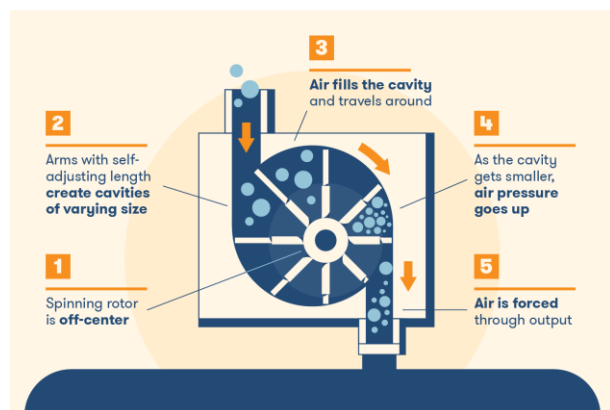 1
Spinning rotor
is off-center
2
Arms with self-
adjusting length
create cavities
of varying size
3
Air fills the cavity
and travels around
4
As the cavity
gets smaller,
air pressure
goes up
5
Air is forced
through output